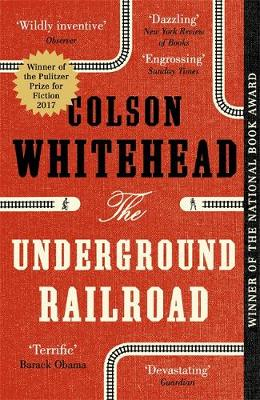 ‘Wildly inventive’
Observer
‘Dazzling’
New York Review
of Books
‘Engrossing’
Sunday Times
Winner of
the Pulitzer
Prize for
Fiction
2017
COLSON
WHITEHEAD
The
UNDERGROUND
RAILROAD
‘Terrific’
Barack Obama
‘Devastating’
Guardian
WINNER OF THE NATIONAL BOOK AWARD